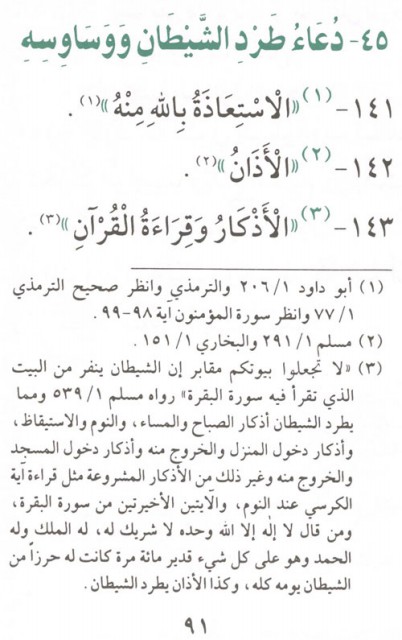 ٤٥- دُعَاءُ طَرْدِ الشَّيْطَانِ وَوَسَاوِسِهِ
١٤١-(١)«الْاسْتِعَاذَةُ بِاللهِ مِنْهُ»(١).
١٤٢-(٢)«الْأَذَانُ»(٢).
١٤٣-(٣)«الْأَذْكَارُ وَقِرَاءَةُ الْقُرْآنِ»(٣).
(١) أبو داود ٢٠٦/١ والترمذي وانظر صحيح الترمذي
٧٧/١ وانظر سورة المؤمنون آية ٩٨-٩٩.
(٢) مسلم ٢٩١/١ والبخاري ١٥١/١.
(٣) «لا تجعلوا بيوتكم مقابر إن الشيطان ينفر من البيت
الذي تقرأ فيه سورة البقرة» رواه مسلم ٥٣٩/١ ومما
يطرد الشيطان أذكار الصباح والمساء، والنوم والاستيقاظ،
وأذكار دخول المنزل والخروج منه وأذكار دخول المسجد
والخروج منه وغير ذلك من الأذكار المشروعة مثل قراءة آية
الكرسي عند النوم، والآيتين الأخيرتين من سورة البقرة،
ومن قال لا إله إلا الله وحده لا شريك له، له الملك وله
الحمد وهو على كل شيء قدير مائة مرة كانت له حرزاً من
الشيطان يومه كله، وكذا الأذان يطرد الشيطان.
٩١